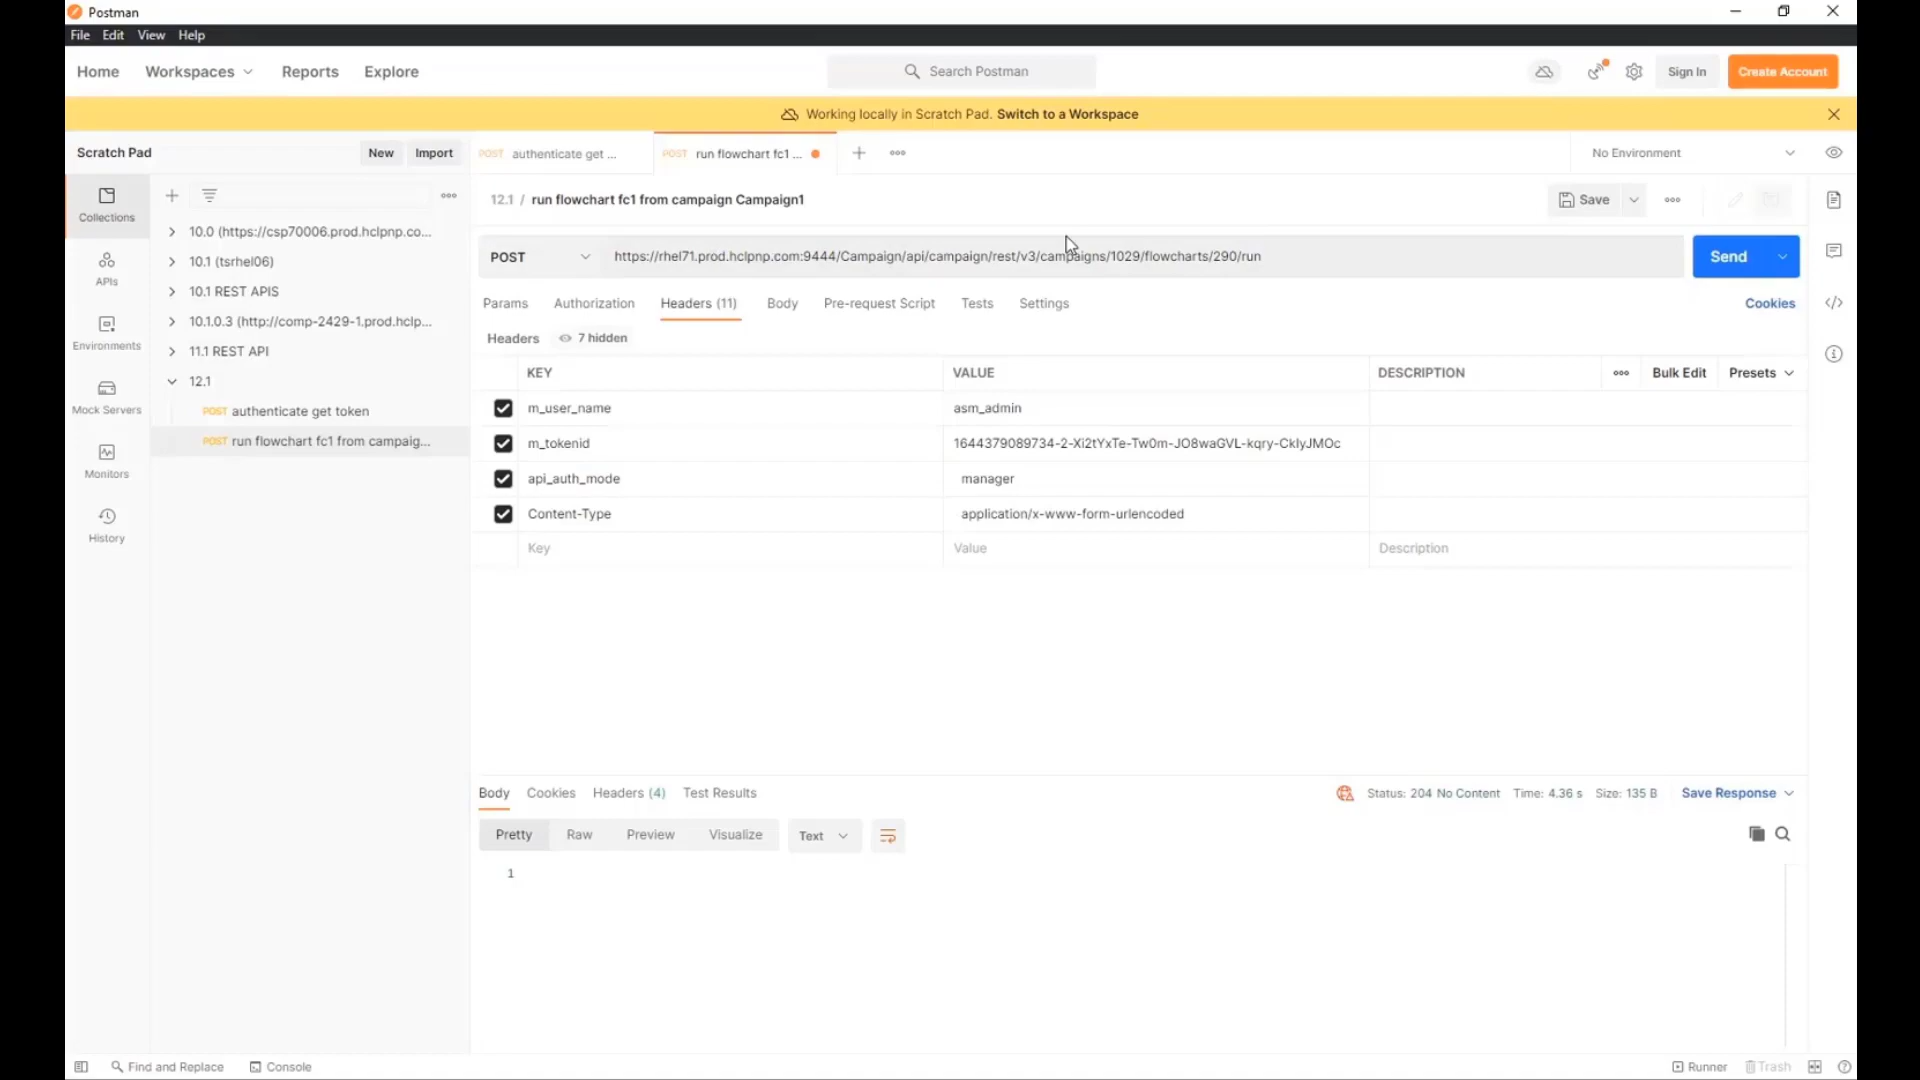 Postman
File Edit View Help
Home Workspaces Reports Explore Search Postman Sign In Create Account
Working locally in Scratch Pad. Switch to a Workspace
Scratch Pad New Import POST authenticate get ... POST run flowchart fc1 ... No Environment
Collections
APIs
Environments
Mock Servers
Monitors
History
10.0 (https://csp70006.prod.hclpnp.co...
10.1 (tsrhel06)
10.1 REST APIS
10.1.0.3 (http://comp-2429-1.prod.hclp...
11.1 REST API
12.1
POST authenticate get token
POST run flowchart fc1 from campaig...
12.1 / run flowchart fc1 from campaign Campaign1 Save
POST https://rhel71.prod.hclpnp.com:9444/Campaign/api/campaign/rest/v3/campaigns/1029/flowcharts/290/run Send
Params Authorization Headers (11) Body Pre-request Script Tests Settings Cookies
Headers 7 hidden
KEY VALUE DESCRIPTION Bulk Edit Presets
m_user_name asm_admin
m_tokenid 1644379089734-2-Xi2tYxTe-Tw0m-JO8waGVL-kqry-CklyJMOc
api_auth_mode manager
Content-Type application/x-www-form-urlencoded
Key Value Description
Body Cookies Headers (4) Test Results Status: 204 No Content Time: 4.36 s Size: 135 B Save Response
Pretty Raw Preview Visualize Text
1
Find and Replace Console Runner Trash